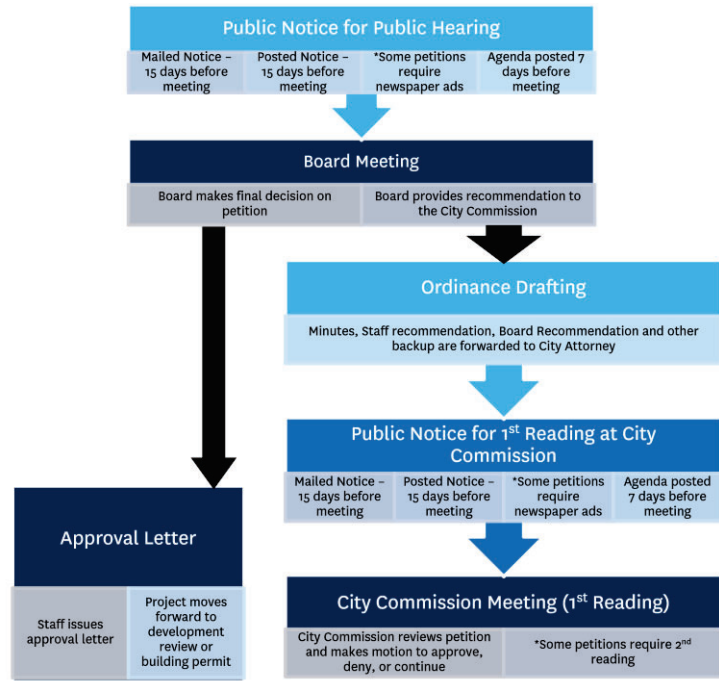 Public Notice for Public Hearing
Mailed Notice –
15 days before
meeting
Posted Notice –
15 days before
meeting
*Some petitions
require
newspaper ads
Agenda posted 7
days before
meeting
Board Meeting
Board makes final decision on
petition
Board provides recommendation to
the City Commission
Ordinance Drafting
Minutes, Staff recommendation, Board Recommendation and other
backup are forwarded to City Attorney
Public Notice for 1st Reading at City
Commission
Mailed Notice –
15 days before
meeting
Posted Notice –
15 days before
meeting
*Some petitions
require
newspaper ads
Agenda posted
7 days before
meeting
Approval Letter
Staff issues
approval letter
Project moves
forward to
development
review or
building permit
City Commission Meeting (1st Reading)
City Commission reviews petition
and makes motion to approve,
deny, or continue
*Some petitions require 2nd
reading